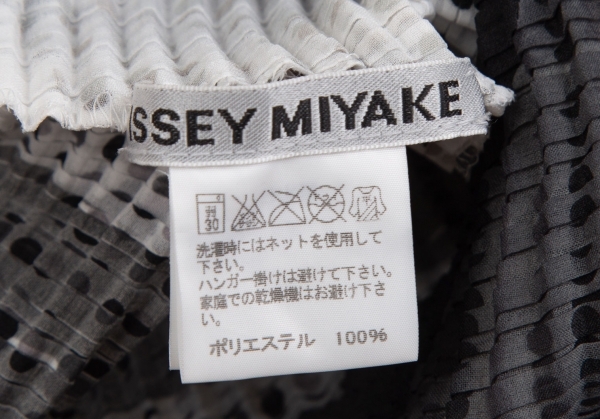 ISSEY MIYAKE
弱
30
洗濯時にはネットを使用して
下さい。
ハンガー掛けは避けて下さい。
家庭での乾燥機はお避け下さ
い。
ポリエステル 100%